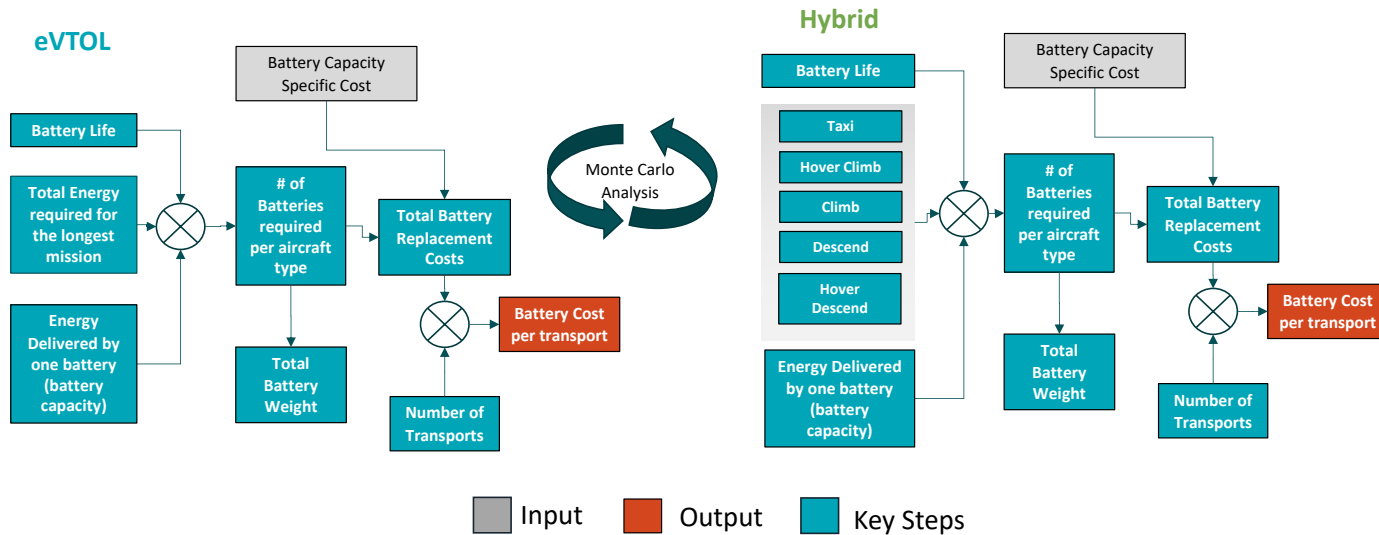 eVTOL
Battery Capacity
Specific Cost
Battery Life
Total Energy
required for
the longest
mission
Energy
Delivered by
one battery
(battery
capacity)
# of
Batteries
required
per aircraft
type
Total
Battery
Weight
Total Battery
Replacement
Costs
Battery Cost
per transport
Number of
Transports
Monte Carlo
Analysis
Hybrid
Battery Capacity
Specific Cost
Battery Life
Taxi
Hover Climb
Climb
Descend
Hover
Descend
Energy Delivered
by one battery
(battery
capacity)
# of
Batteries
required
per aircraft
type
Total
Battery
Weight
Total Battery
Replacement
Costs
Battery Cost
per transport
Number of
Transports
Input
Output
Key Steps